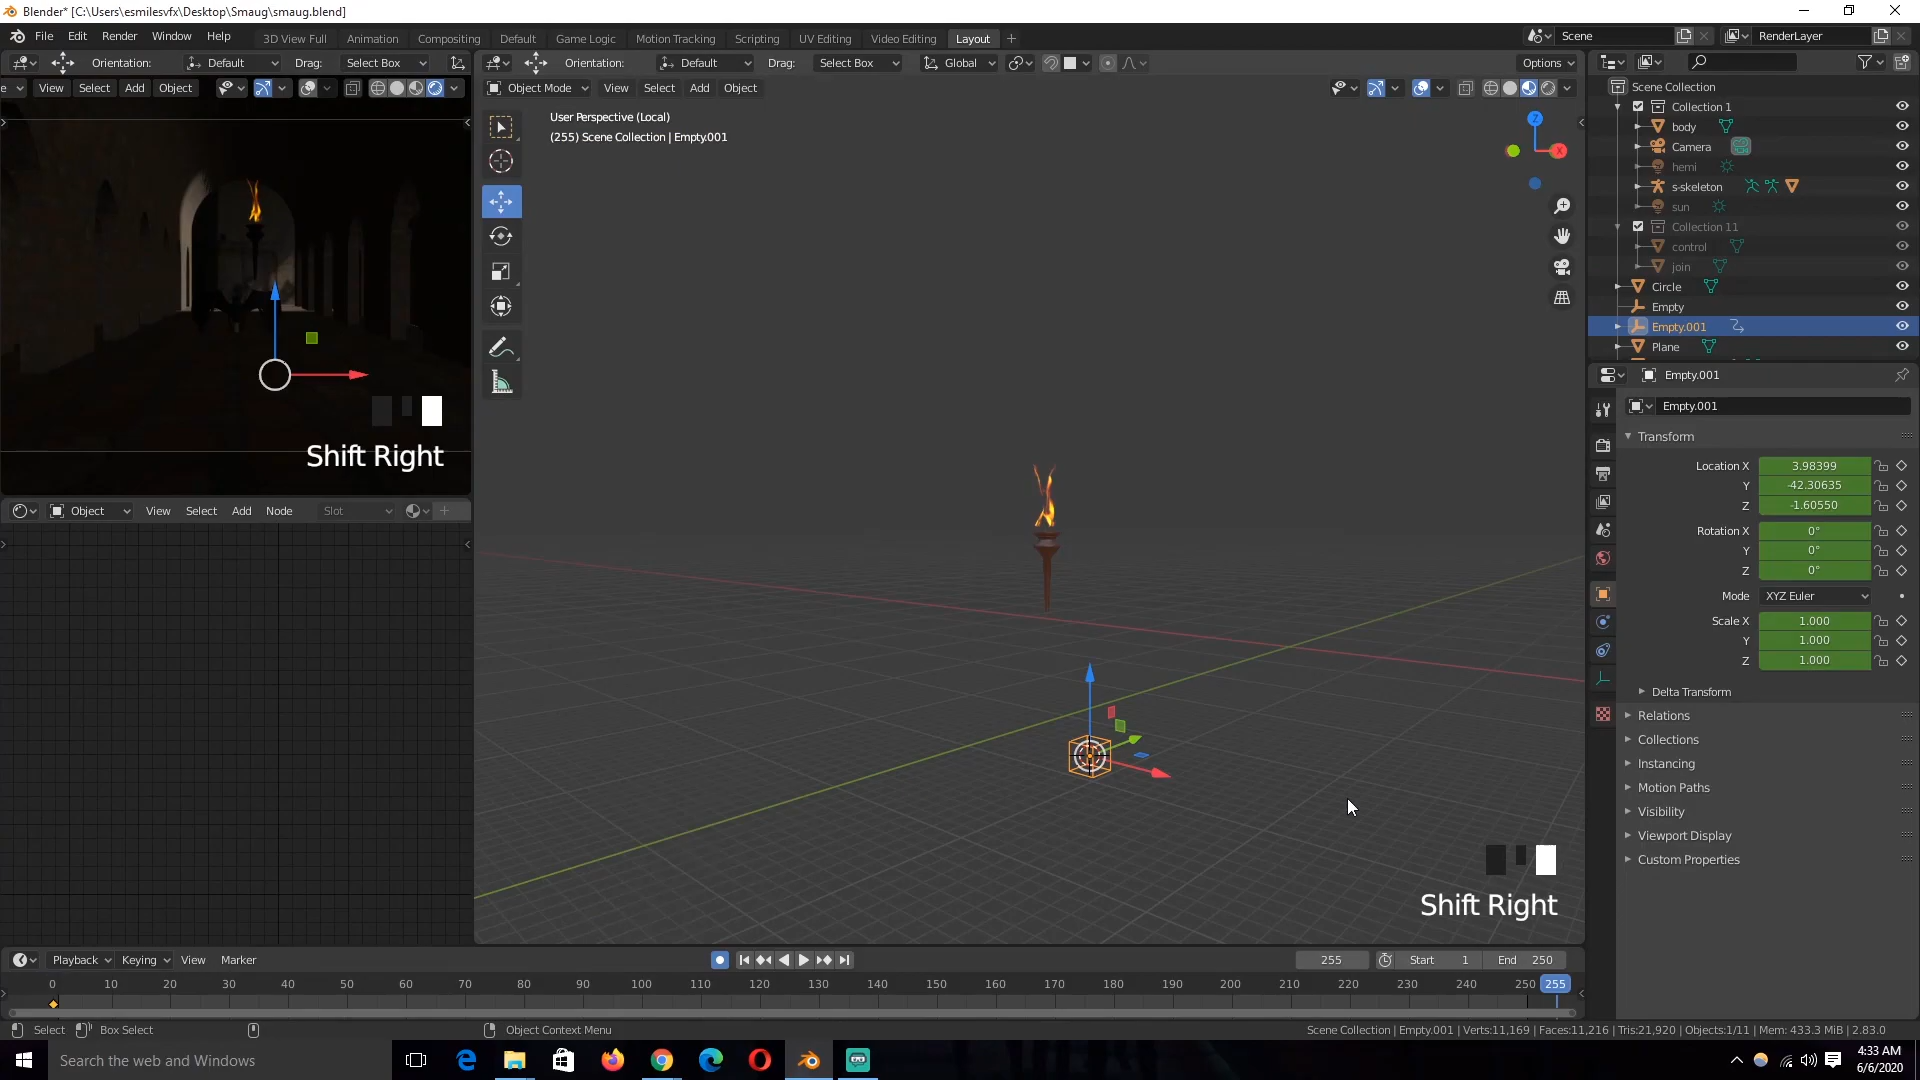 Blender* [C:\Users\esmilesvfx\Desktop\Smaug\smaug.blend]
File Edit Render Window Help 3D View Full Animation Compositing Default Game Logic Motion Tracking Scripting UV Editing Video Editing Layout + Scene RenderLayer
Orientation: Default Drag: Select Box
Orientation: Default Drag: Select Box Global Options
View Select Add Object
Object Mode View Select Add Object
User Perspective (Local)
(255) Scene Collection | Empty.001
Z
X
Shift Right
Object View Select Add Node Slot
Shift Right
Scene Collection
Collection 1
body
Camera
hemi
s-skeleton
sun
Collection 11
control
join
Circle
Empty
Empty.001
Plane
Empty.001
Empty.001
Transform
Location X 3.98399
Y -42.30635
Z -1.60550
Rotation X 0°
Y 0°
Z 0°
Mode XYZ Euler
Scale X 1.000
Y 1.000
Z 1.000
Delta Transform
Relations
Collections
Instancing
Motion Paths
Visibility
Viewport Display
Custom Properties
Playback Keying View Marker 255 Start 1 End 250
0 10 20 30 40 50 60 70 80 90 100 110 120 130 140 150 160 170 180 190 200 210 220 230 240 250 255
Select Box Select Object Context Menu Scene Collection | Empty.001 | Verts:11,169 | Faces:11,216 | Tris:21,920 | Objects:1/11 | Mem: 433.3 MiB | 2.83.0
Search the web and Windows
4:33 AM
6/6/2020